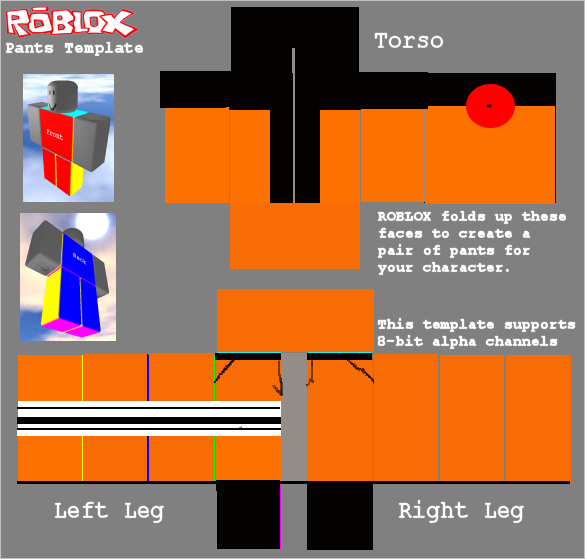 ROBLOX
Pants Template
Torso
Front
Back
ROBLOX folds up these
faces to create a
pair of pants for
your character.
This template supports
8-bit alpha channels
Left Leg
Right Leg